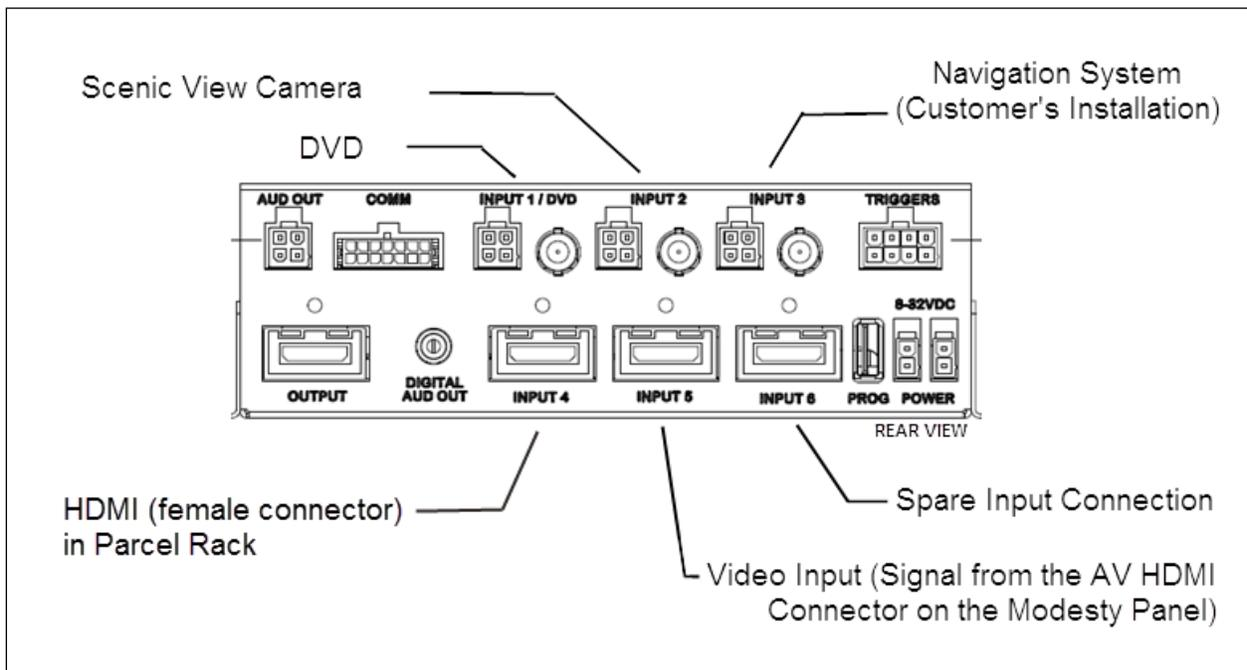 Scenic View Camera
Navigation System
(Customer's Installation)
DVD
AUD OUT
COMM
INPUT 1 / DVD
INPUT 2
INPUT 3
TRIGGERS
8-32VDC
OUTPUT
DIGITAL
AUD OUT
INPUT 4
INPUT 5
INPUT 6
PROG
POWER
REAR VIEW
HDMI (female connector)
in Parcel Rack
Spare Input Connection
Video Input (Signal from the AV HDMI
Connector on the Modesty Panel)